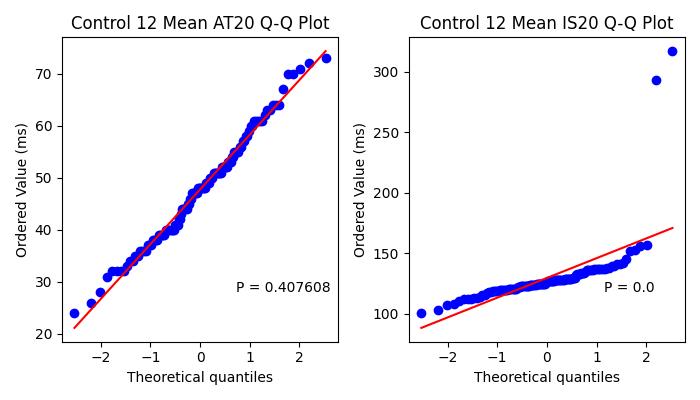 Control 12 Mean AT20 Q-Q Plot
Ordered Value (ms)
70
60
50
40
30
20
P = 0.407608
−2
−1
0
1
2
Theoretical quantiles
Control 12 Mean IS20 Q-Q Plot
Ordered Value (ms)
300
250
200
150
100
P = 0.0
−2
−1
0
1
2
Theoretical quantiles